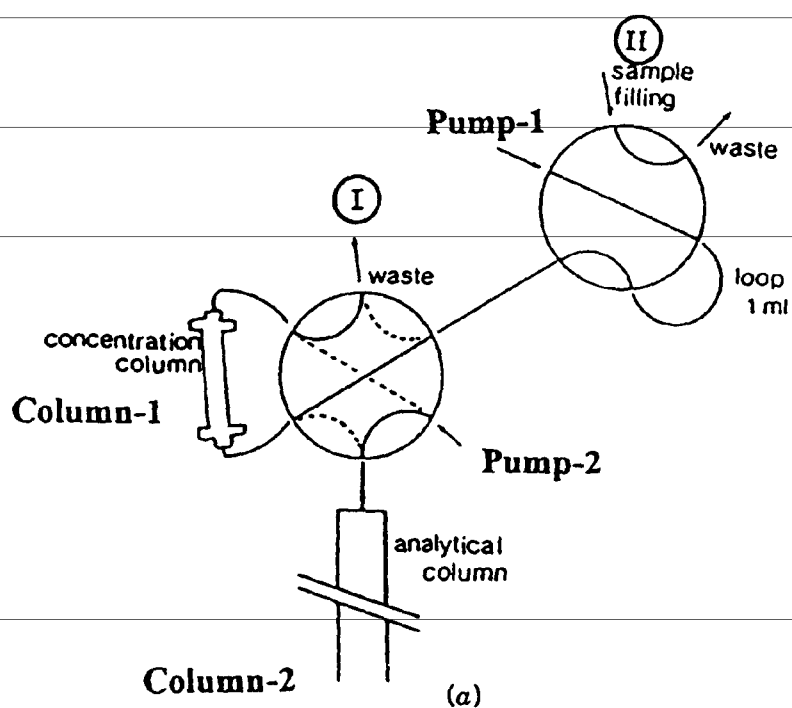 II
sample
filling
Pump-1
waste
I
waste
loop
1 ml
concentration
column
Column-1
Pump-2
analytical
column
Column-2
(a)